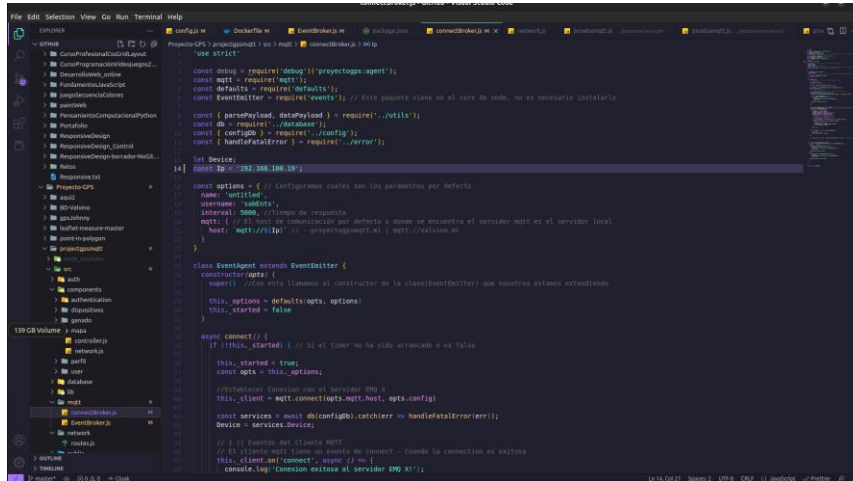 connectBroker.js - GitHub - Visual Studio Code
File Edit Selection View Go Run Terminal Help
EXPLORER
config.js M
Dockerfile M
EventBroker.js M
package.json
connectBroker.js M
network.js
GITHUB
CursoProfesionalCssGridLayout
CursoProgramaciónVideojuegos2...
DesarrolloWeb_online
FundamentosJavaScript
juegoSecuenciaColores
paintWeb
PensamientoComputacionalPython
Portafolio
ResponsiveDesign
ResponsiveDesign_Control
ResponsiveDesign-borrador-NoGit...
Retos
Responsive.txt
Proyecto-GPS
aqui2
BD-Valvino
gpsJohnny
leaflet-measure-master
point-in-polygon
projectgpsmqtt
node_modules
src
auth
components
authentication
dispositivos
ganado
139 GB Volume
mapa
controller.js
network.js
perfil
user
database
lib
mqtt
connectBroker.js M
EventBroker.js M
network
routes.js
OUTLINE
TIMELINE
Proyecto-GPS > projectgpsmqtt > src > mqtt > connectBroker.js > Ip
'use strict'
const debug = require('debug')('proyectogps:agent');
const mqtt = require('mqtt');
const defaults = require('defaults');
const EventEmitter = require('events'); // Este paquete viene en el core de node, no es necesario instalarlo
const { parsePayload, dataPayload } = require('../utils');
const db = require('../database');
const { configDb } = require('../config');
const { handleFatalError } = require('../error');
let Device;
14 const Ip = '192.168.100.19';
const options = { // Configuramos cuales son los parámetros por defecto
name: 'untitled',
username: 'sabEnts',
interval: 5000, //Tiempo de respuesta
mqtt: { // El host de comunicación por defecto o donde se encuentra el servidor mqtt es el servidor local
host: `mqtt://${Ip}` // - proyectogpsmqtt.ml | mqtt://valvino.ml
}
}
class EventAgent extends EventEmitter {
constructor(opts) {
super() //Con esto llamamos al constructor de la clase(EventEmitter) que nosotros estamos extendiendo
this._options = defaults(opts, options)
this._started = false
}
async connect() {
if (!this._started) { // Si el timer no ha sido arrancado o es falso
this._started = true;
const opts = this._options;
//Establecer Conexion con el Servidor EMQ X
this._client = mqtt.connect(opts.mqtt.host, opts.config)
const services = await db(configDb).catch(err => handleFatalError(err));
Device = services.Device;
// 1 || Eventos del Cliente MQTT
// El cliente mqtt tiene un evento de connect - Cuando la connection es exitosa
this._client.on('connect', async () => {
console.log('Conexion exitosa al servidor EMQ X!');
master*
0 0
Cloak
Ln 14, Col 27 Spaces: 2 UTF-8 CRLF {} JavaScript Prettier